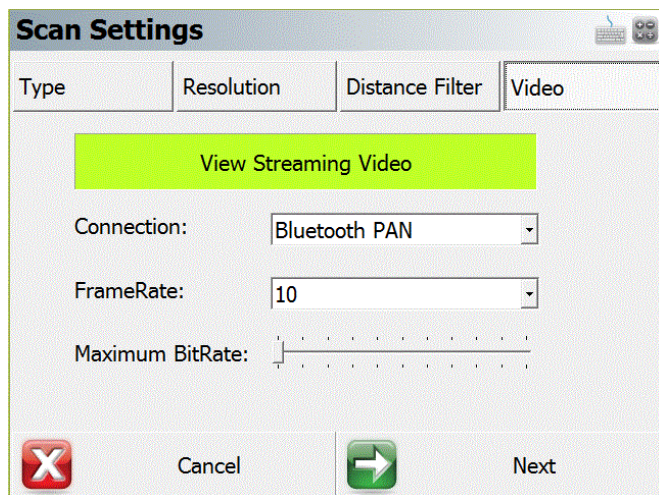 Scan Settings
Type Resolution Distance Filter Video
View Streaming Video
Connection: Bluetooth PAN
FrameRate: 10
Maximum BitRate:
Cancel Next